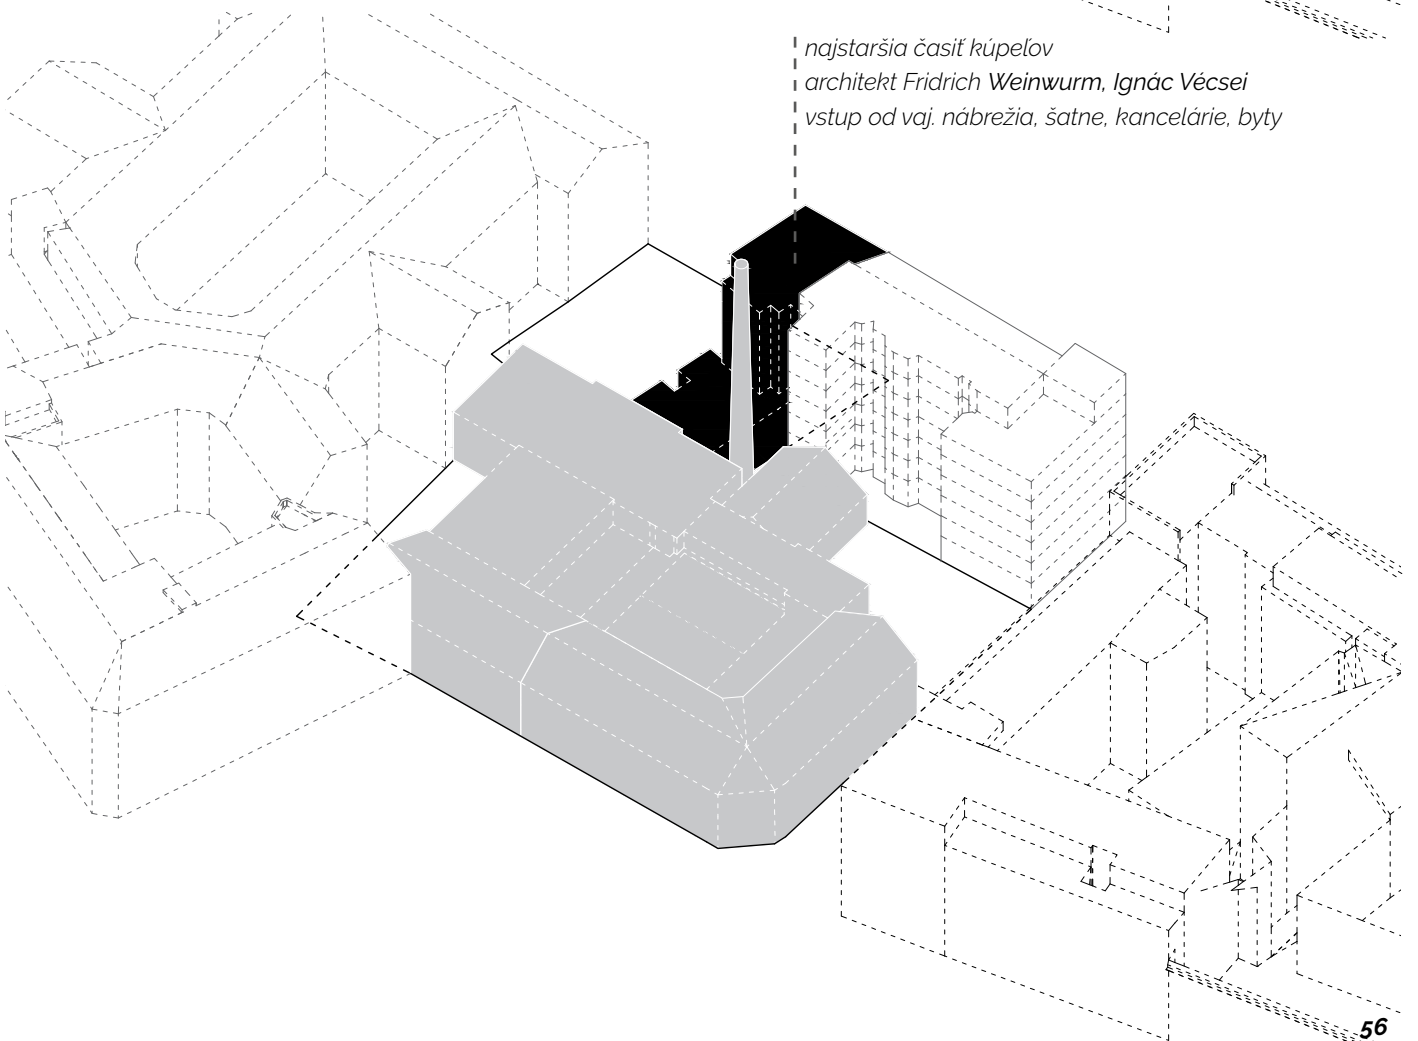 najstaršia časiť kúpeľov
architekt Fridrich Weinwurm, Ignác Vécsei
vstup od vaj. nábrežia, šatne, kancelárie, byty
56